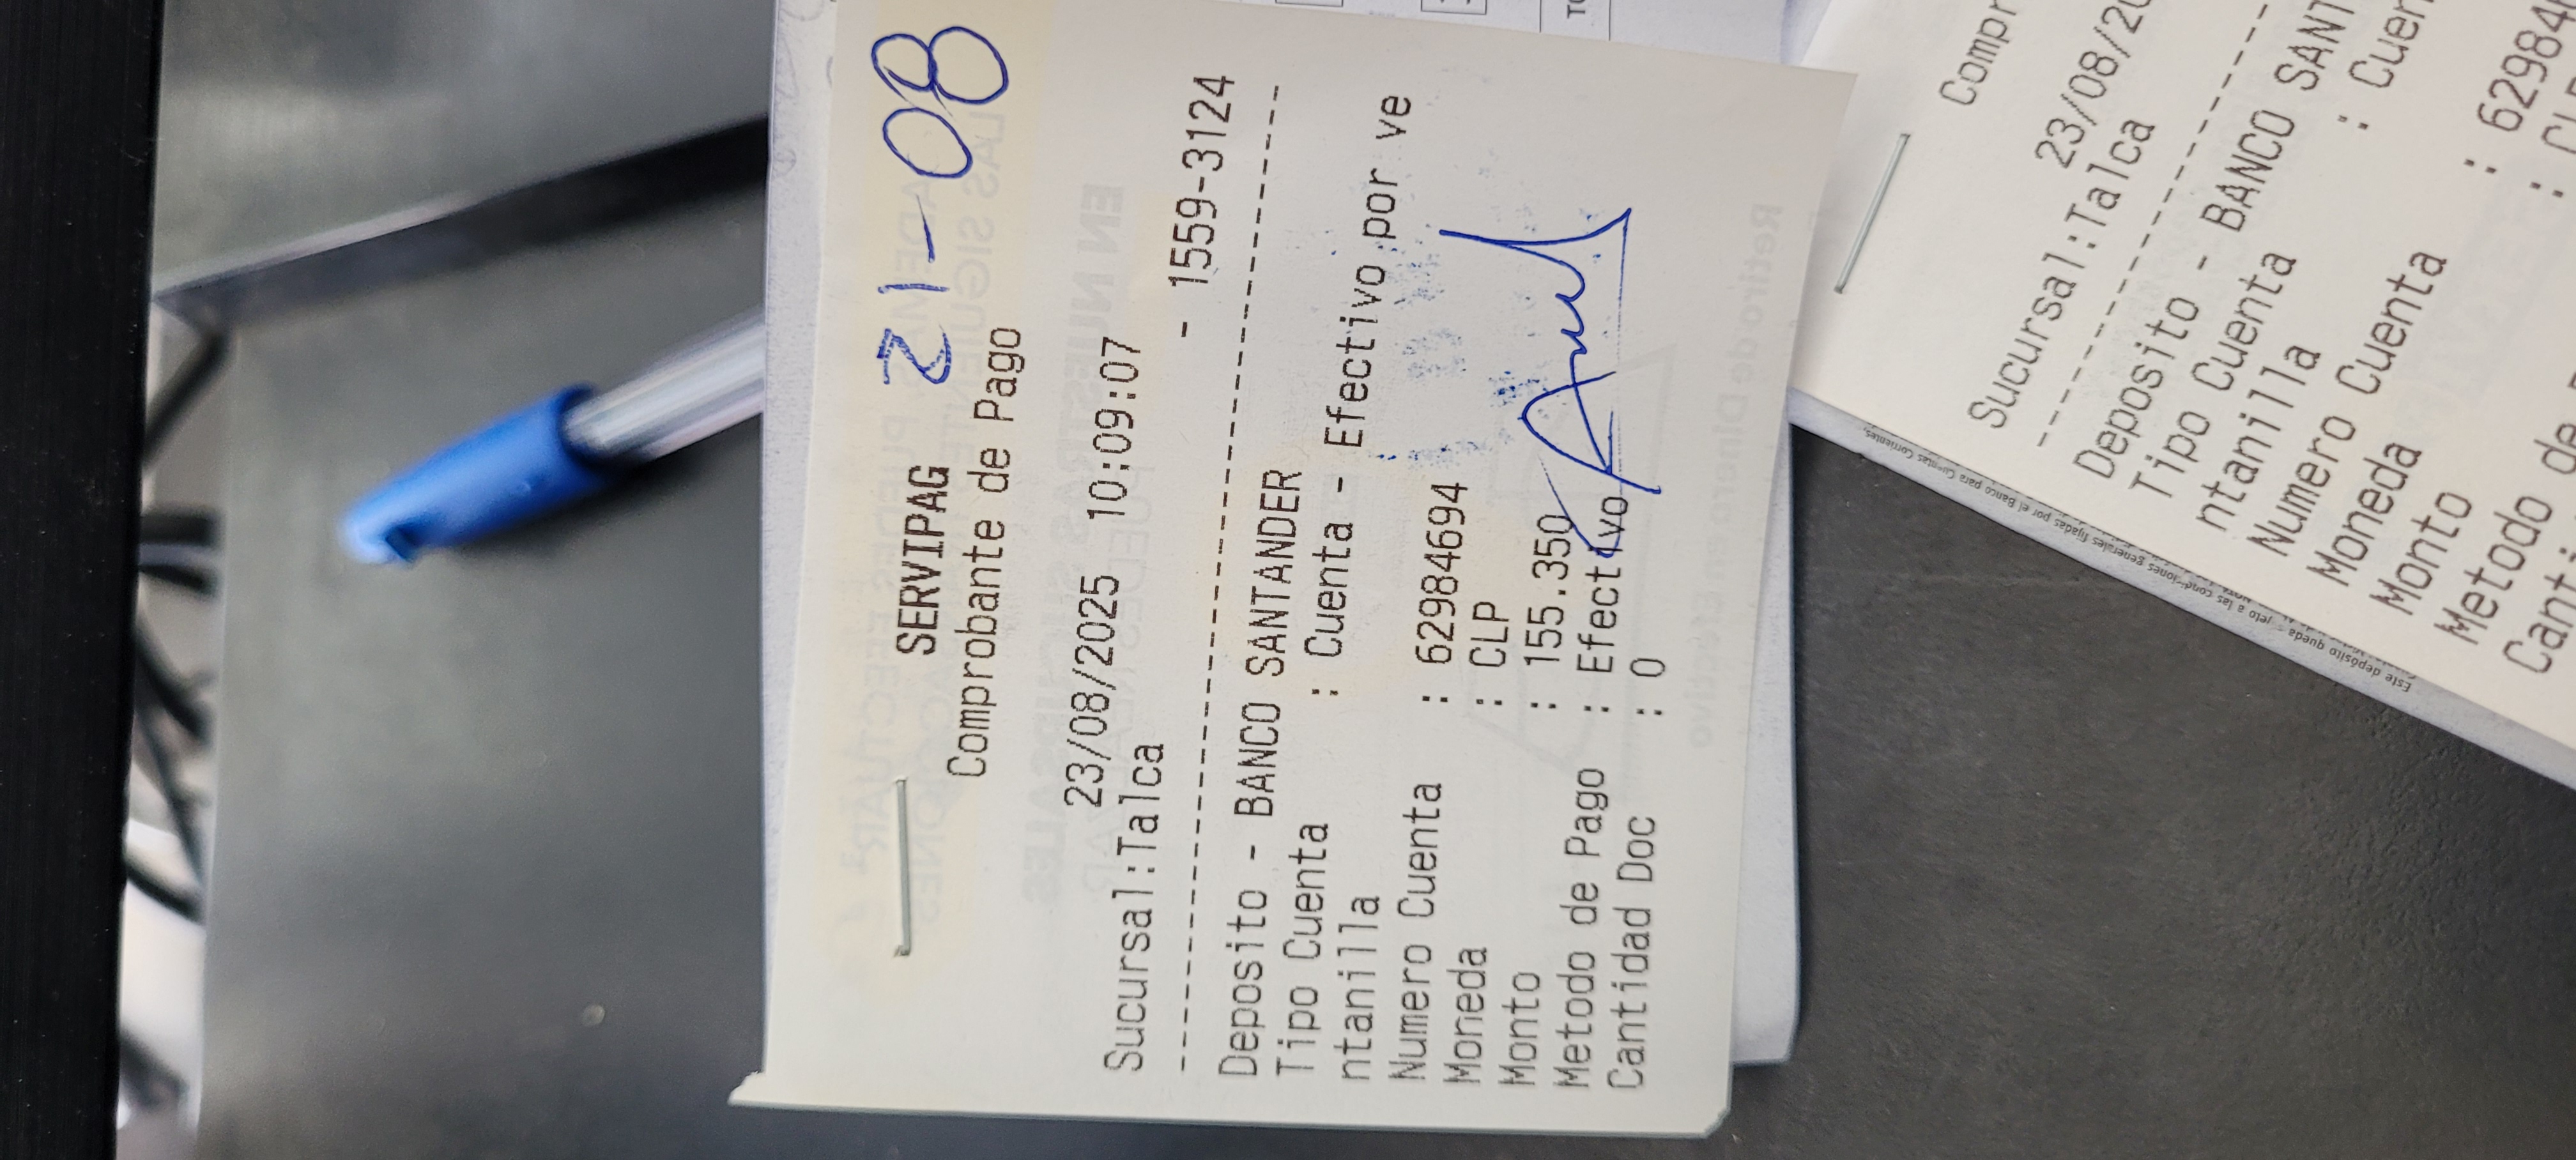 21-08
SERVIPAG
Comprobante de Pago
23/08/2025 10:09:07
Sucursal:Talca - 1559-3124
--------------------------------
Deposito - BANCO SANTANDER
Tipo Cuenta : Cuenta - Efectivo por ve
ntanilla
Numero Cuenta : 62984694
Moneda : CLP
Monto : 155.350
Metodo de Pago : Efectivo
Cantidad Doc : 0
Compr
23/08/20
Sucursal:Talca
--------------------
Deposito - BANCO SANT
Tipo Cuenta : Cuen
ntanilla
Numero Cuenta : 62984
Moneda : CL
Monto
Metodo de
Canti